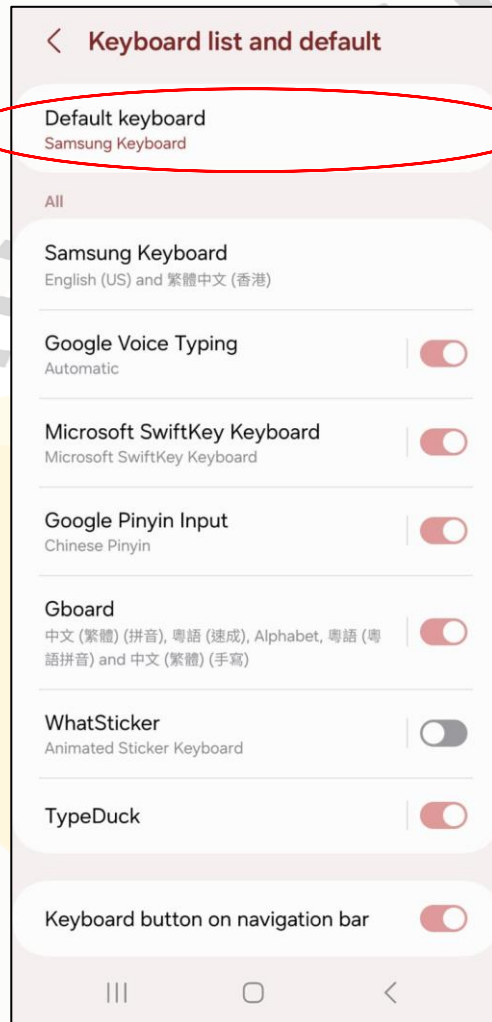 Keyboard list and default
Default keyboard
Samsung Keyboard
All
Samsung Keyboard
English (US) and 繁體中文 (香港)
Google Voice Typing
Automatic
Microsoft SwiftKey Keyboard
Microsoft SwiftKey Keyboard
Google Pinyin Input
Chinese Pinyin
Gboard
中文 (繁體) (拼音), 粵語 (速成), Alphabet, 粵語 (粵
語拼音) and 中文 (繁體) (手寫)
WhatSticker
Animated Sticker Keyboard
TypeDuck
Keyboard button on navigation bar